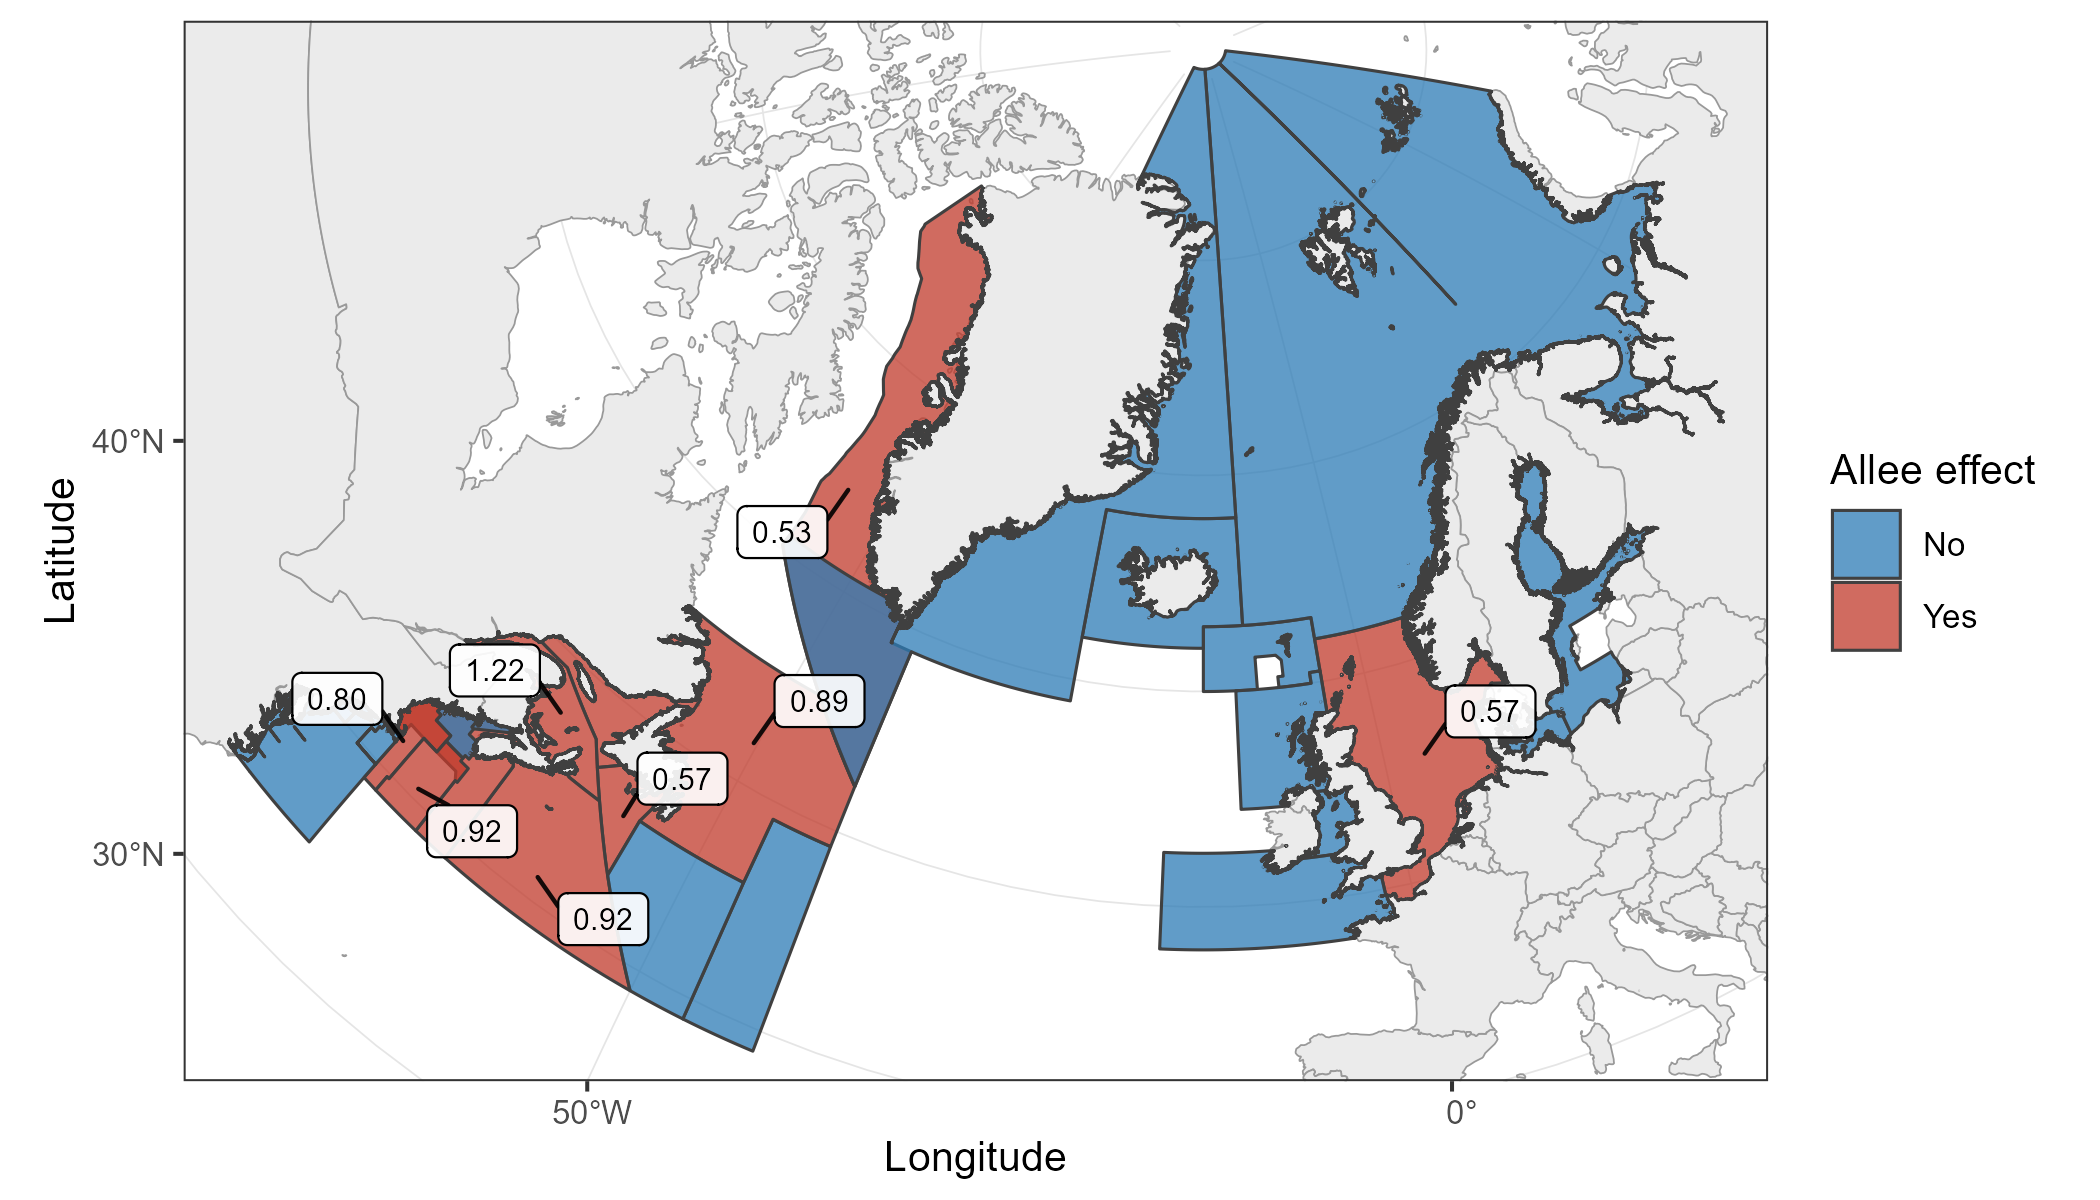 40°N
30°N
Latitude
0.53
1.22
0.80
0.89
0.57
0.57
0.92
0.92
50°W
0°
Longitude
Allee effect
No
Yes